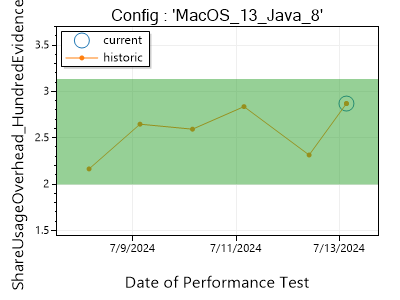 Config : 'MacOS_13_Java_8'
ShareUsageOverhead_HundredEvidence
current
historic
3.5
3
2.5
2
1.5
7/9/2024
7/11/2024
7/13/2024
Date of Performance Test